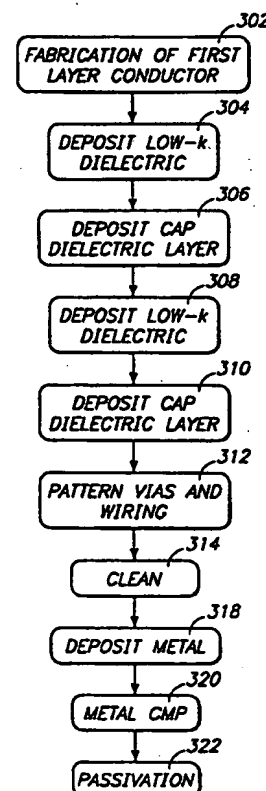 302
FABRICATION OF FIRST
LAYER CONDUCTOR
304
DEPOSIT LOW-k
DIELECTRIC
306
DEPOSIT CAP
DIELECTRIC LAYER
308
DEPOSIT LOW-k
DIELECTRIC
310
DEPOSIT CAP
DIELECTRIC LAYER
312
PATTERN VIAS AND
WIRING
314
CLEAN
318
DEPOSIT METAL
320
METAL CMP
322
PASSIVATION